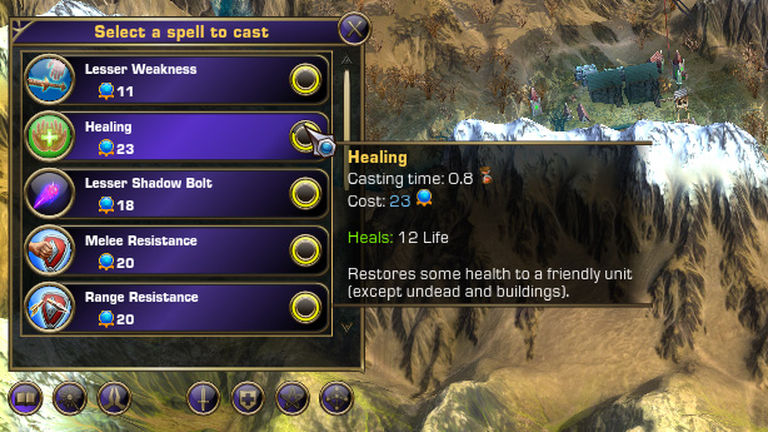 Select a spell to cast
Lesser Weakness
11
Healing
23
Lesser Shadow Bolt
18
Melee Resistance
20
Range Resistance
20
Healing
Casting time: 0.8
Cost: 23
Heals: 12 Life
Restores some health to a friendly unit
(except undead and buildings).